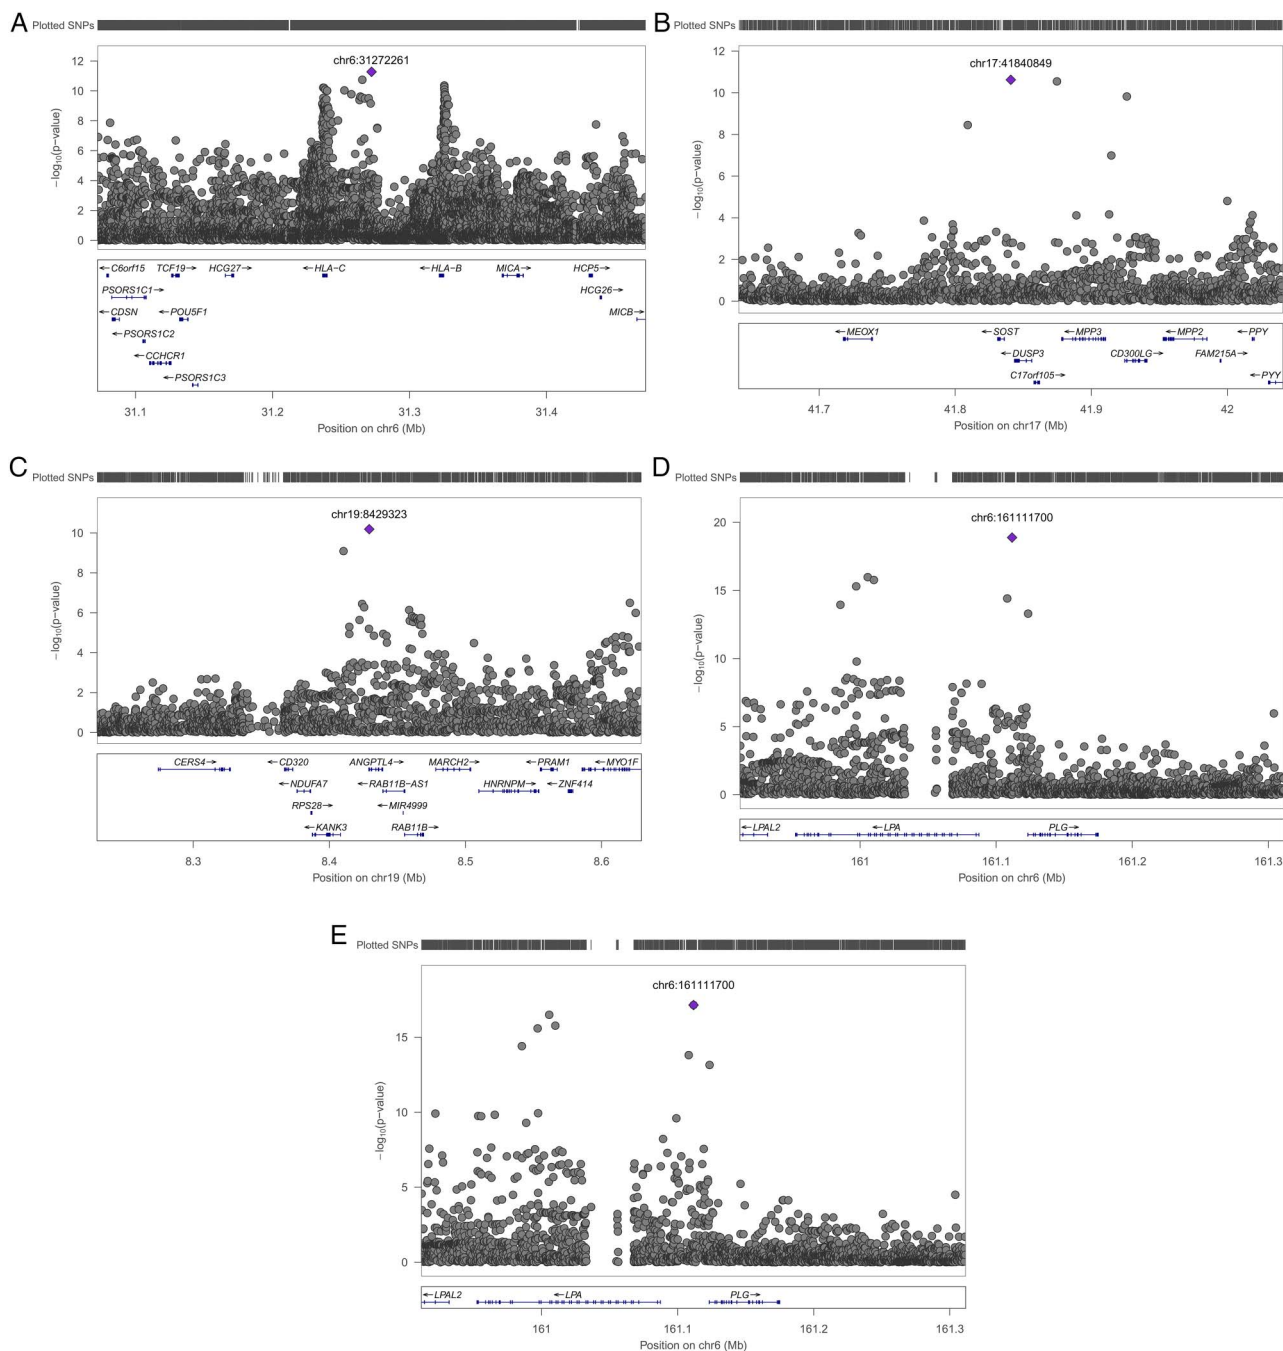 A
Plotted SNPs
chr6:31272261
12
10
8
6
4
2
0
−log10(p−value)
←C6orf15 TCF19→ HCG27→ ←HLA−C ←HLA−B MICA→ HCP5→
PSORS1C1→ HCG26→
←CDSN ←POU5F1 MICB→
←PSORS1C2
←CCHCR1
←PSORS1C3
31.1 31.2 31.3 31.4
Position on chr6 (Mb)
B
Plotted SNPs
chr17:41840849
12
10
8
6
4
2
0
−log10(p−value)
←MEOX1 ←SOST ←MPP3 ←MPP2 ←PPY
←DUSP3 CD300LG→ FAM215A→
C17orf105→ ←PYY
41.7 41.8 41.9 42
Position on chr17 (Mb)
C
Plotted SNPs
chr19:8429323
10
8
6
4
2
0
−log10(p−value)
CERS4→ ←CD320 ANGPTL4→ MARCH2→ ←PRAM1 ←MYO1F
←NDUFA7 ←RAB11B−AS1 HNRNPM→ ←ZNF414
RPS28→ ←MIR4999
←KANK3 RAB11B→
8.3 8.4 8.5 8.6
Position on chr19 (Mb)
D
Plotted SNPs
chr6:161111700
20
15
10
5
0
−log10(p−value)
←LPAL2 ←LPA PLG→
161 161.1 161.2 161.3
Position on chr6 (Mb)
E
Plotted SNPs
chr6:161111700
15
10
5
0
−log10(p−value)
←LPAL2 ←LPA PLG→
161 161.1 161.2 161.3
Position on chr6 (Mb)